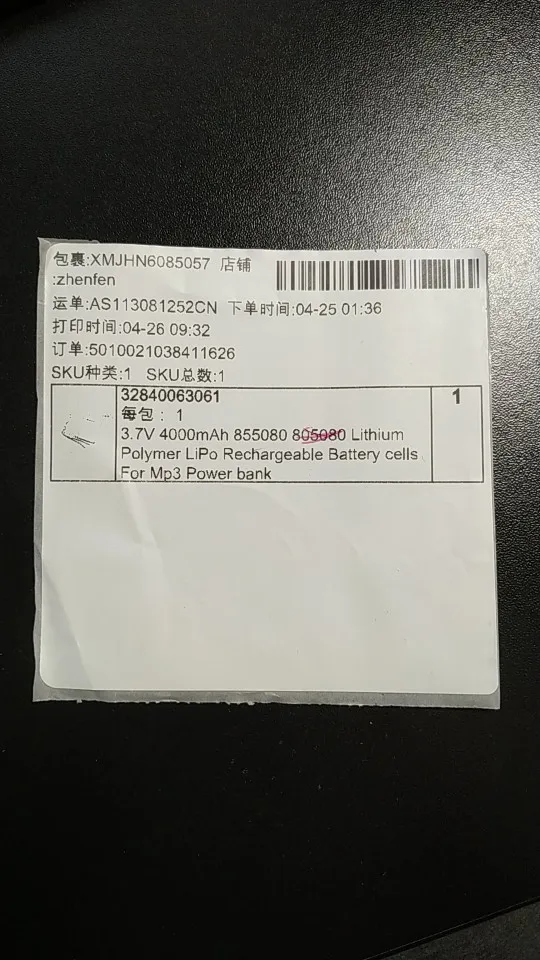 包裹:XMJHN6085057 店铺
:zhenfen
运单:AS113081252CN 下单时间:04-25 01:36
打印时间:04-26 09:32
订单:5010021038411626
SKU种类:1 SKU总数:1
32840063061 1
每包： 1
3.7V 4000mAh 855080 805080 Lithium
Polymer LiPo Rechargeable Battery cells
For Mp3 Power bank